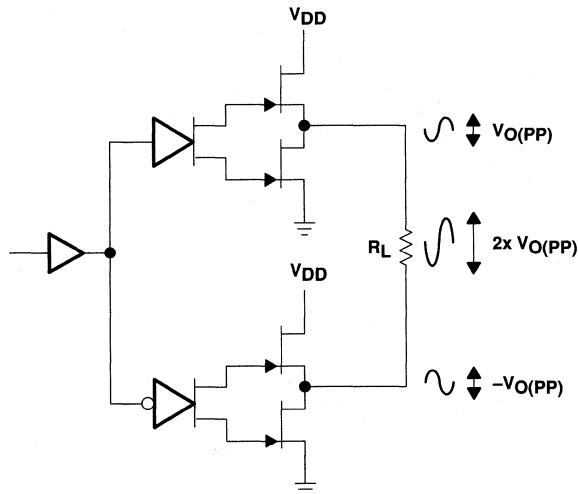 VDD
VO(PP)
RL
2x VO(PP)
VDD
–VO(PP)